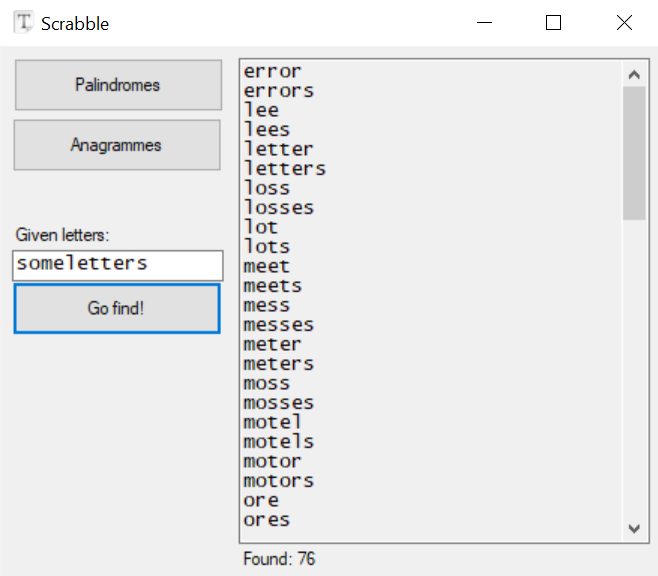 Scrabble
Palindromes
Anagrammes
Given letters:
someletters
Go find!
error
errors
lee
lees
letter
letters
loss
losses
lot
lots
meet
meets
mess
messes
meter
meters
moss
mosses
motel
motels
motor
motors
ore
ores
Found: 76